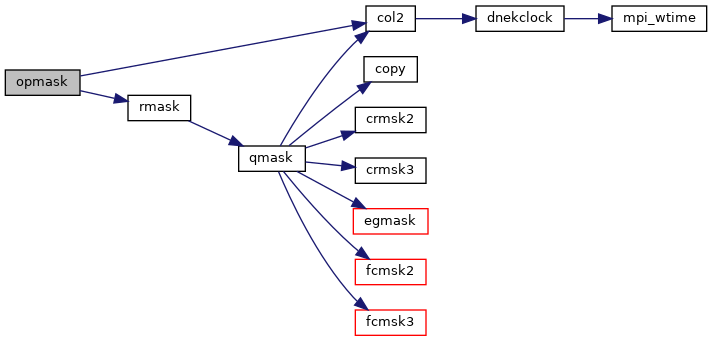 opmask
rmask
qmask
col2
copy
crmsk2
crmsk3
egmask
fcmsk2
fcmsk3
dnekclock
mpi_wtime